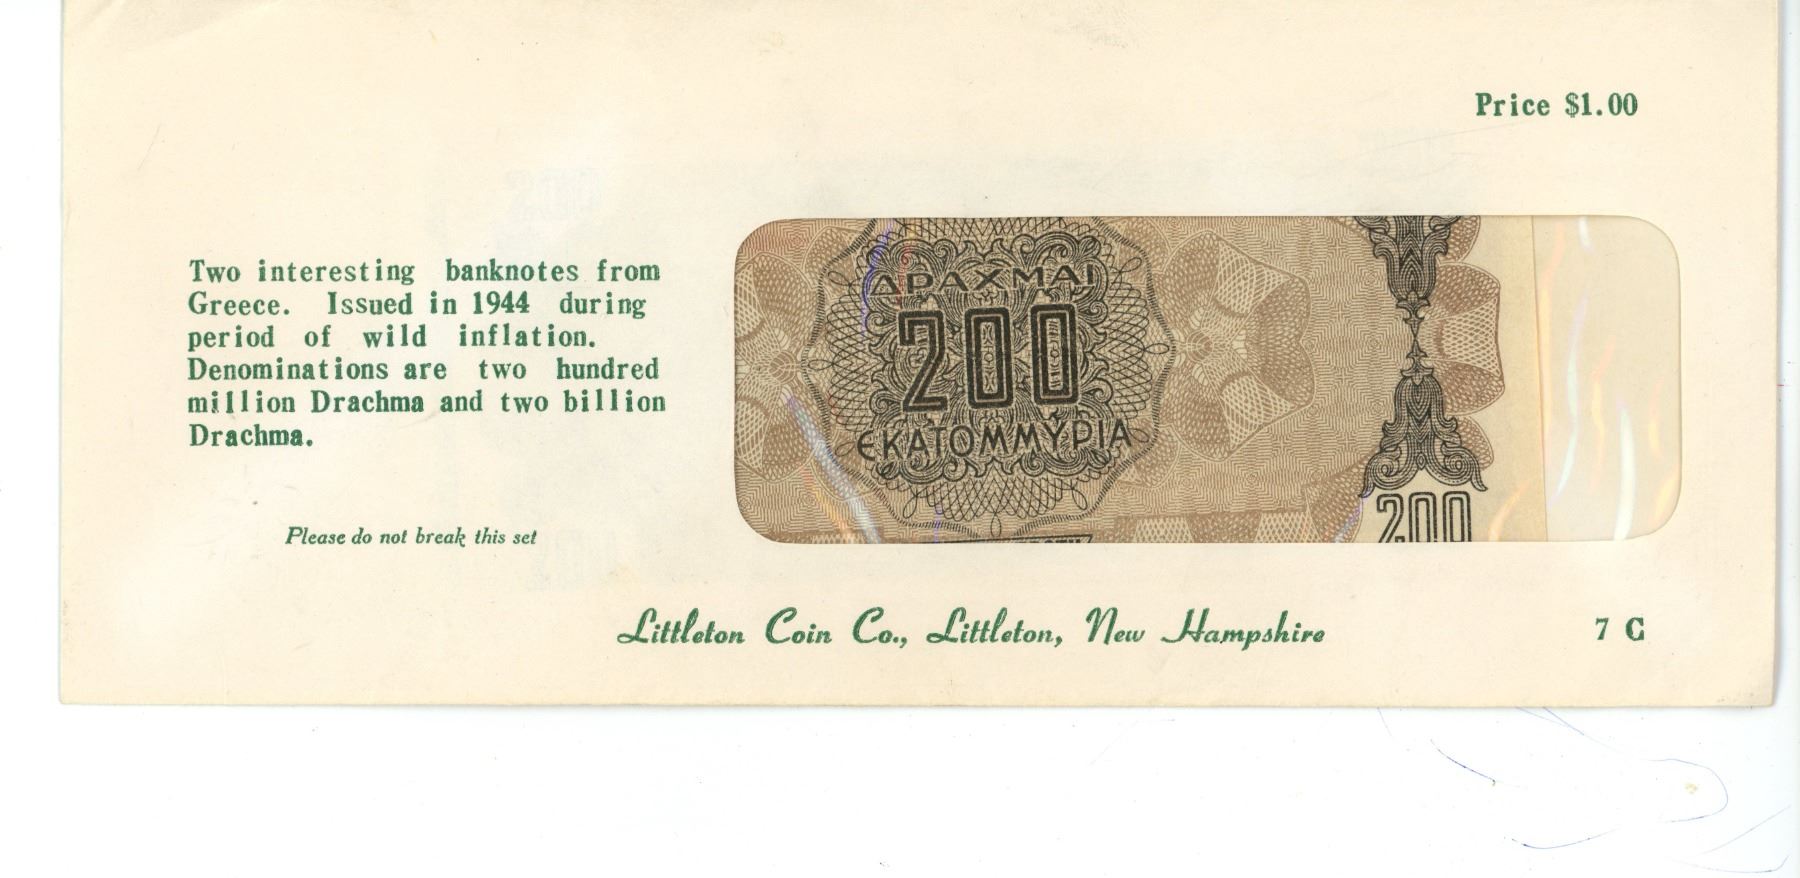 Price $1.00
Two interesting banknotes from
Greece. Issued in 1944 during
period of wild inflation.
Denominations are two hundred
million Drachma and two billion
Drachma.
Please do not break this set
ΔΡΑΧΜΑΙ
200
ΕΚΑΤΟΜΜΥΡΙΑ
200
Littleton Coin Co., Littleton, New Hampshire
7 C